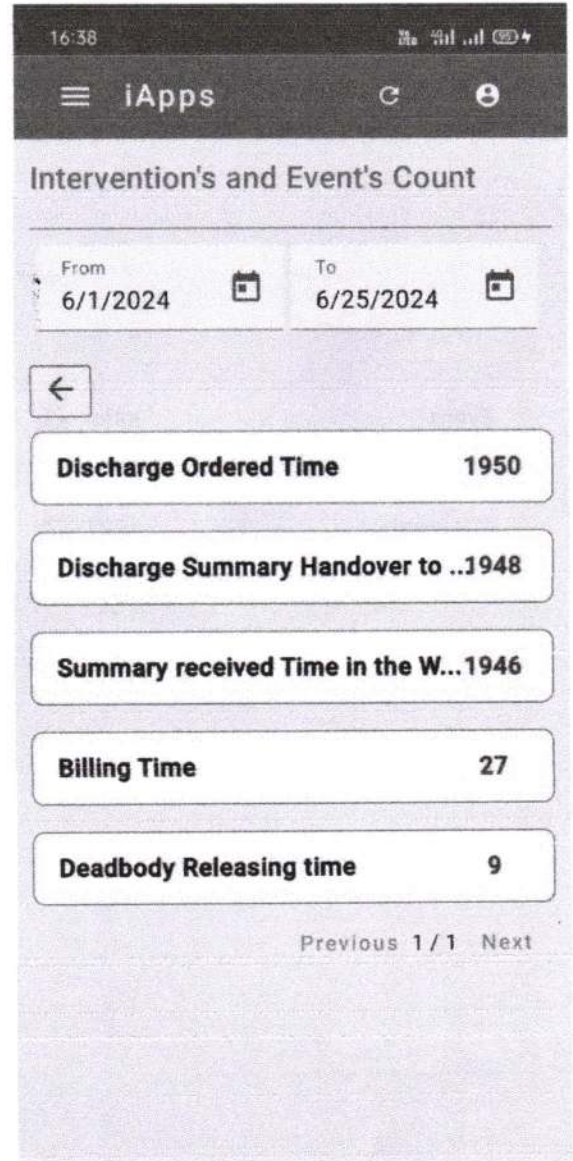 16:38
iApps
Intervention's and Event's Count
From
6/1/2024
To
6/25/2024
Discharge Ordered Time 1950
Discharge Summary Handover to ..1948
Summary received Time in the W...1946
Billing Time 27
Deadbody Releasing time 9
Previous 1 / 1 Next